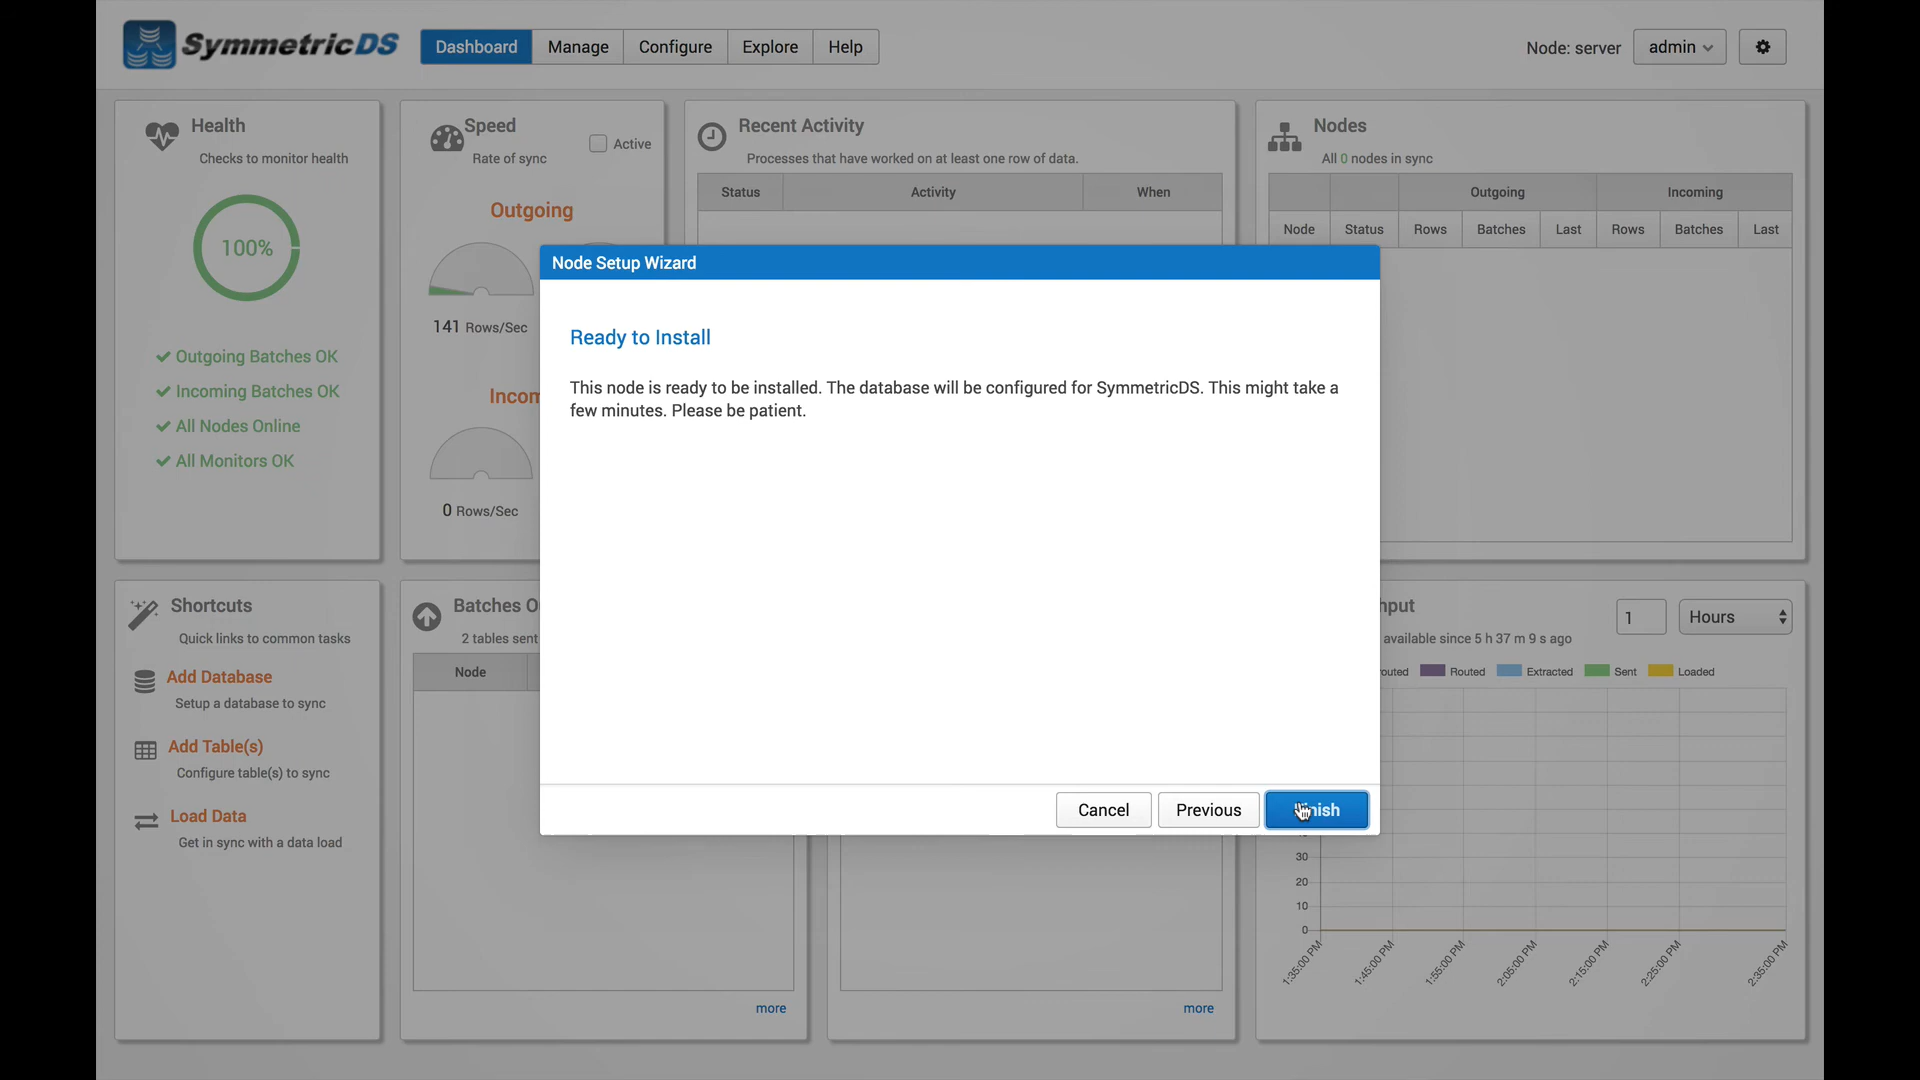 SymmetricDS
Dashboard
Manage
Configure
Explore
Help
Node: server
admin
Health
Checks to monitor health
100%
Outgoing Batches OK
Incoming Batches OK
All Nodes Online
All Monitors OK
Speed
Rate of sync
Active
Outgoing
141 Rows/Sec
0 Rows/Sec
Recent Activity
Processes that have worked on at least one row of data.
Status Activity When
Nodes
All 0 nodes in sync
Outgoing Incoming
Node Status Rows Batches Last Rows Batches Last
Node Setup Wizard
Ready to Install
This node is ready to be installed. The database will be configured for SymmetricDS. This might take a
few minutes. Please be patient.
Cancel
Previous
Shortcuts
Quick links to common tasks
Add Database
Setup a database to sync
Add Table(s)
Configure table(s) to sync
Load Data
Get in sync with a data load
Batches
2 tables sent
Node
more
more
1
Hours
available since 5 h 37 m 9 s ago
Routed
Extracted
Sent
Loaded
30
20
10
0
1:35:00 PM
1:45:00 PM
1:55:00 PM
2:05:00 PM
2:15:00 PM
2:25:00 PM
2:35:00 PM